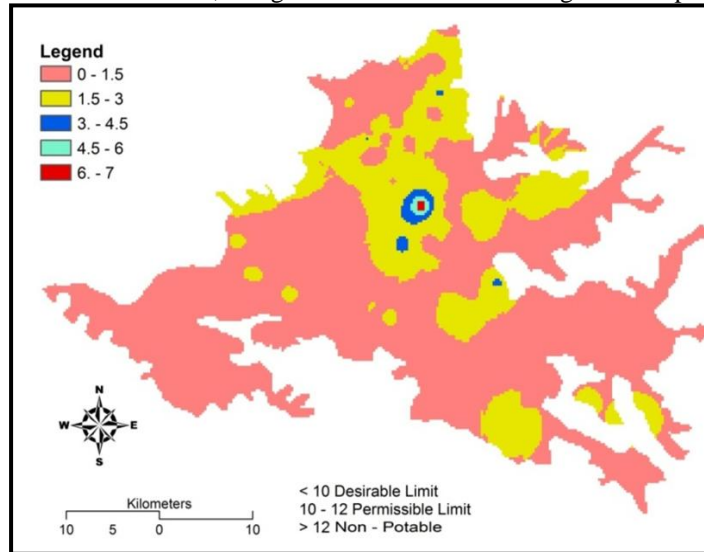 Legend
0 - 1.5
1.5 - 3
3. - 4.5
4.5 - 6
6. - 7
N
W E
S
Kilometers
10 5 0 10
< 10 Desirable Limit
10 - 12 Permissible Limit
> 12 Non - Potable